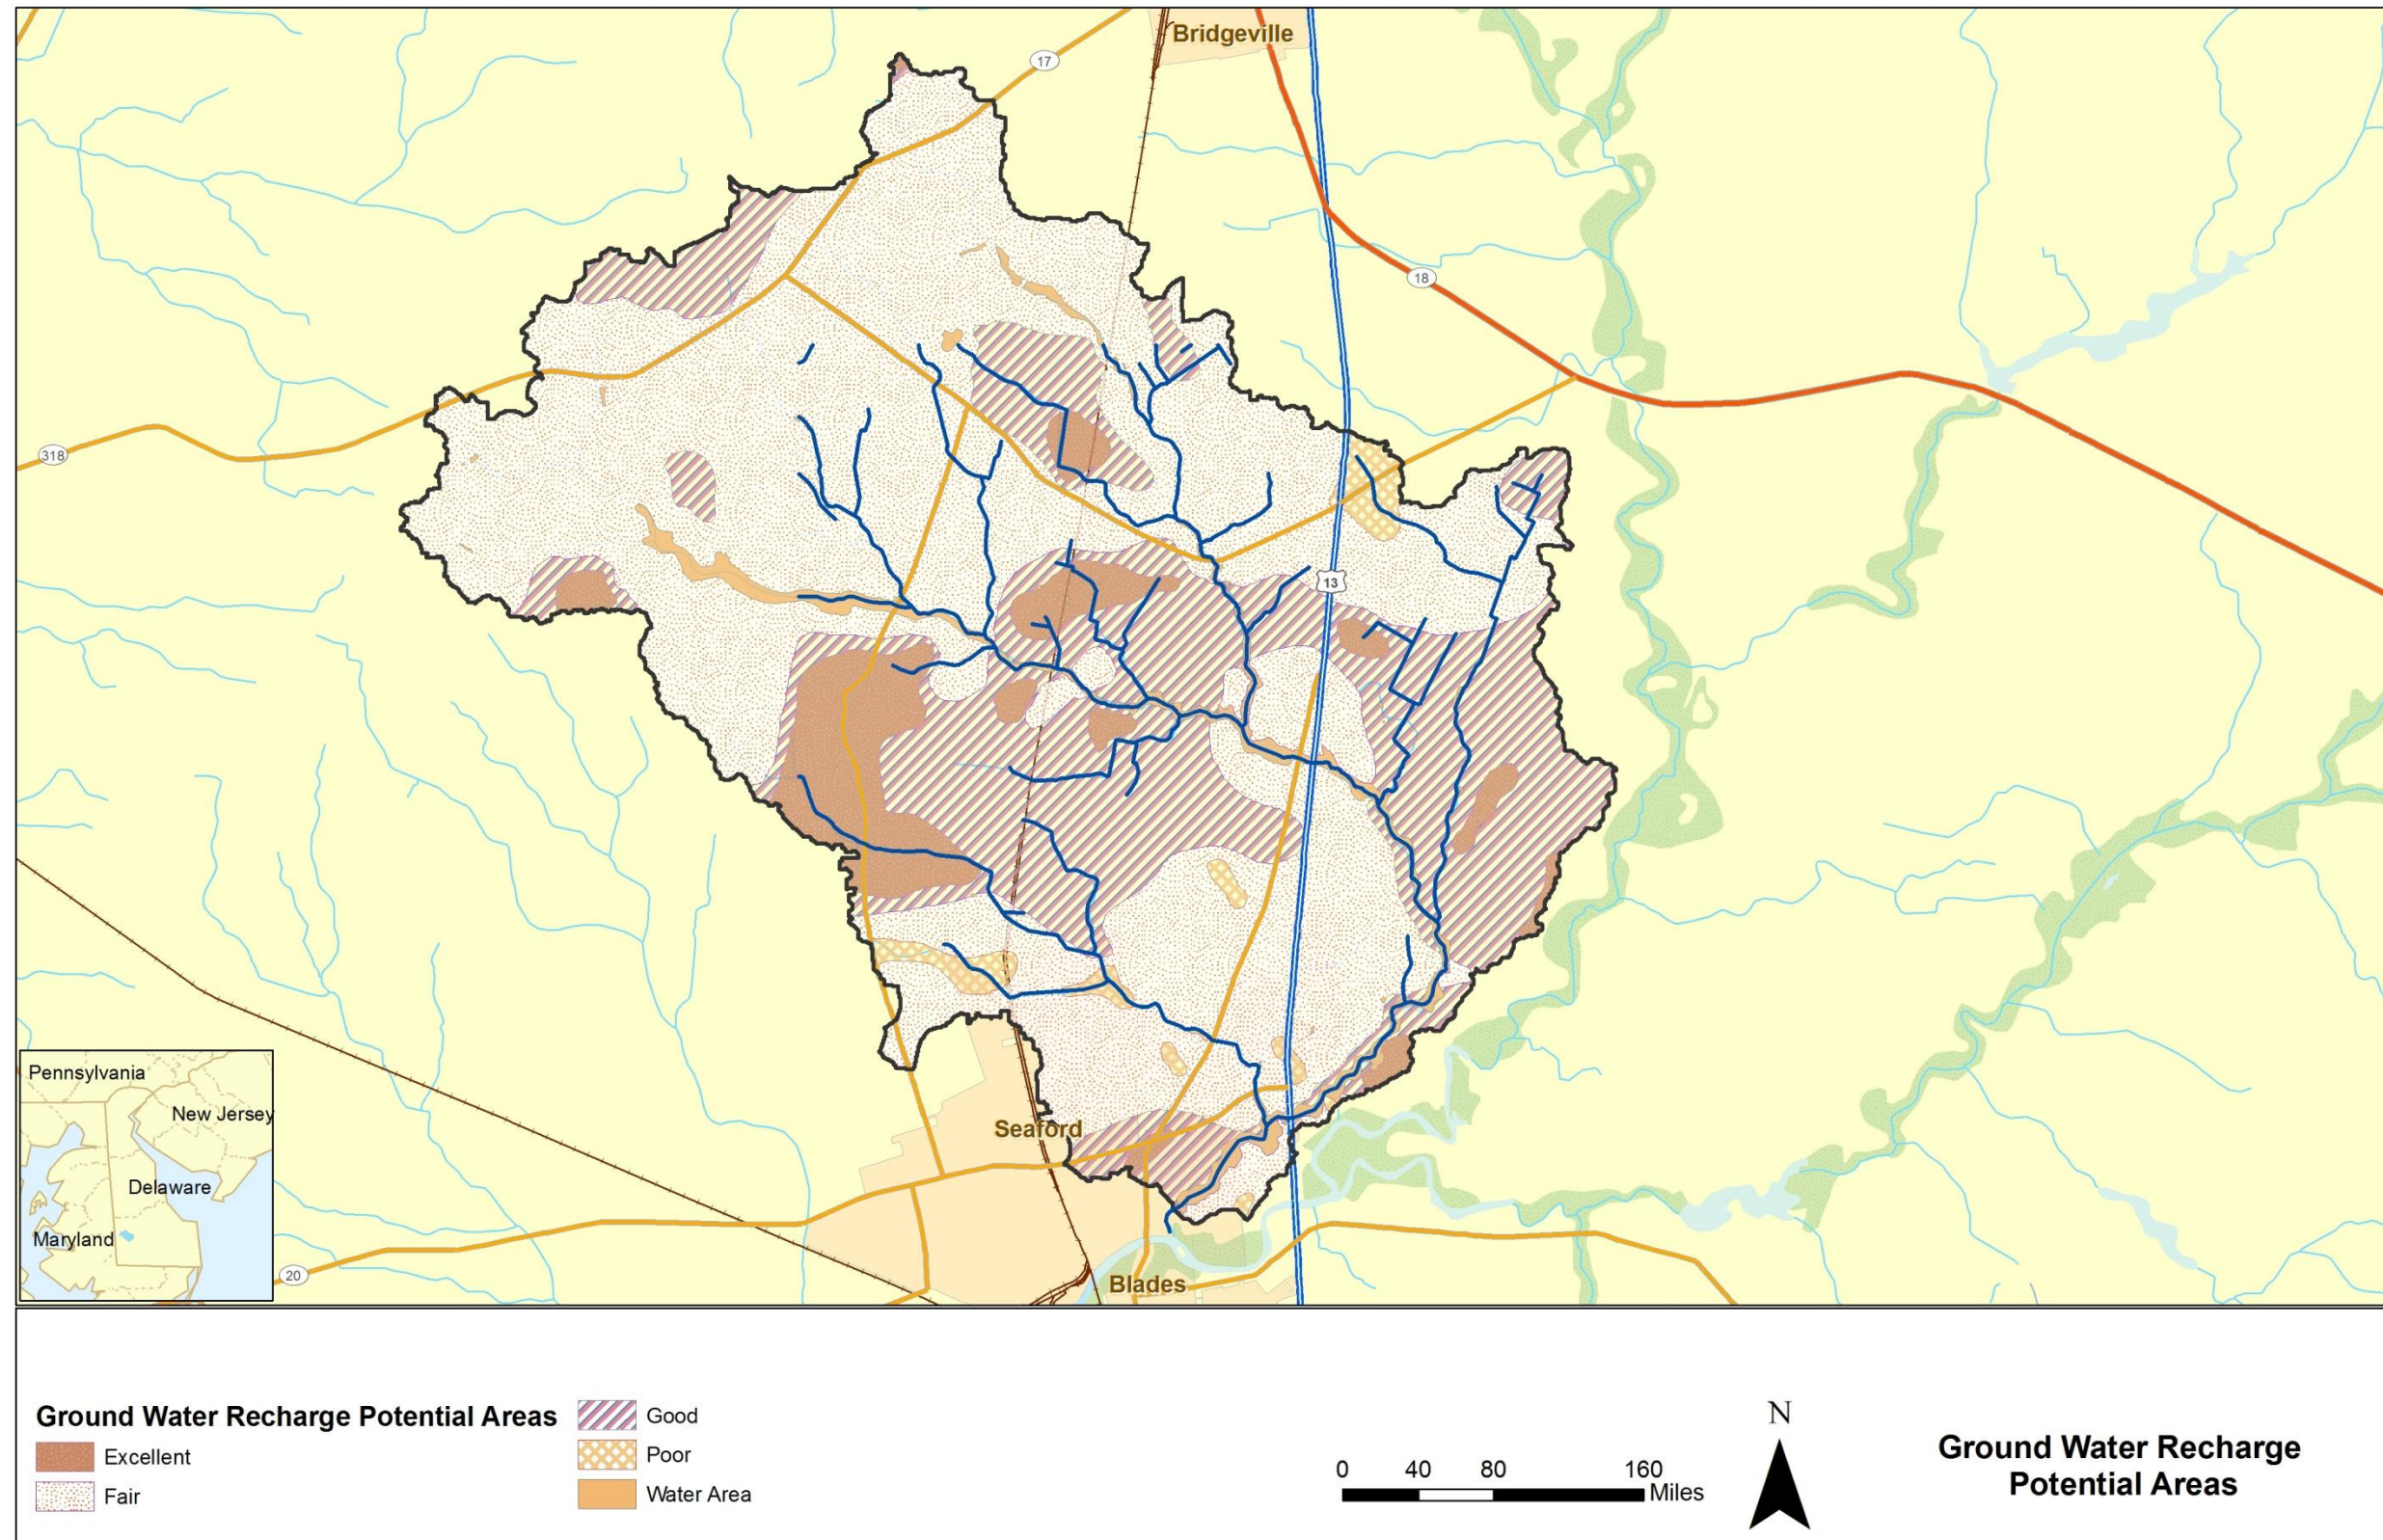 Bridgeville
17
18
318
13
Pennsylvania
New Jersey
Delaware
Maryland
Seaford
20
Blades
Ground Water Recharge Potential Areas
Excellent
Fair
Good
Poor
Water Area
0 40 80 160
Miles
N
Ground Water Recharge
Potential Areas